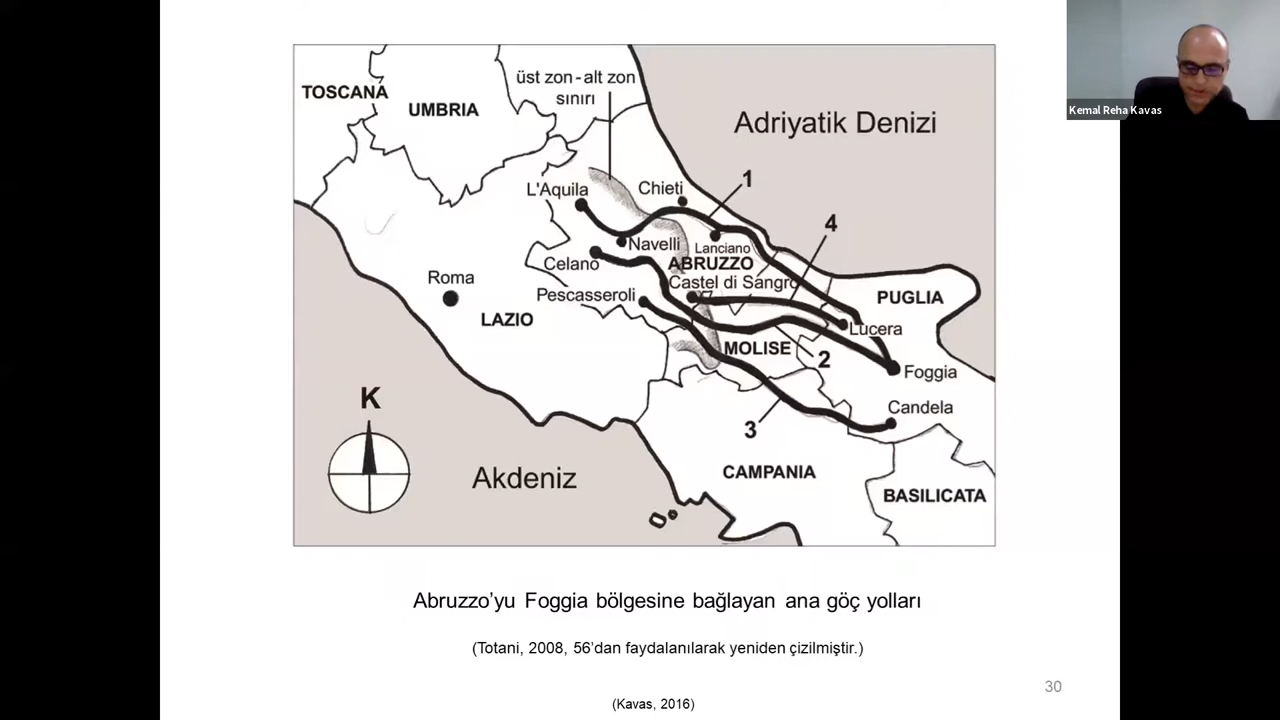 Kemal Reha Kavas
üst zon-alt zon
sınırı
TOSCANA
UMBRIA
Adriyatik Denizi
L'Aquila
Chieti
1
4
Navelli
Lanciano
Celano
ABRUZZO
Castel di Sangro
Roma
Pescasseroli
PUGLIA
LAZIO
Lucera
MOLISE
2
Foggia
K
Candela
3
Akdeniz
CAMPANIA
BASILICATA
Abruzzo'yu Foggia bölgesine bağlayan ana göç yolları
(Totani, 2008, 56'dan faydalanılarak yeniden çizilmiştir.)
30
(Kavas, 2016)